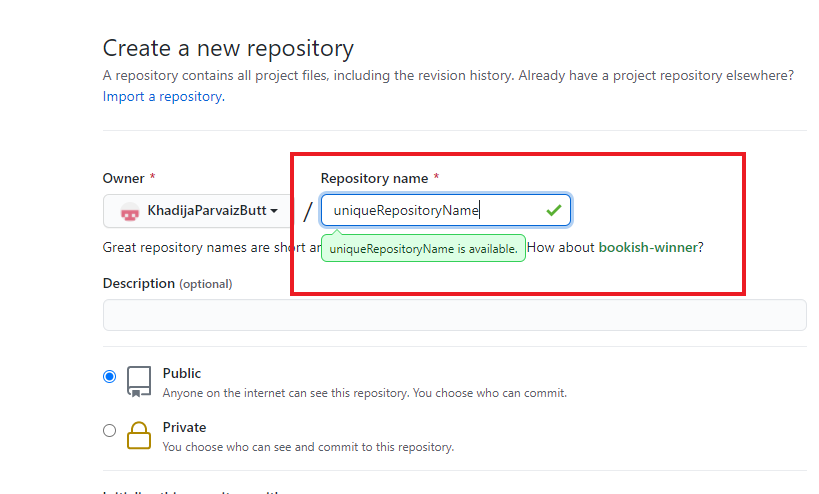 Create a new repository
A repository contains all project files, including the revision history. Already have a project repository elsewhere?
Import a repository.
Owner *
Repository name *
KhadijaParvaizButt
/
uniqueRepositoryName
Great repository names are short
uniqueRepositoryName is available.
How about bookish-winner?
Description (optional)
Public
Anyone on the internet can see this repository. You choose who can commit.
Private
You choose who can see and commit to this repository.